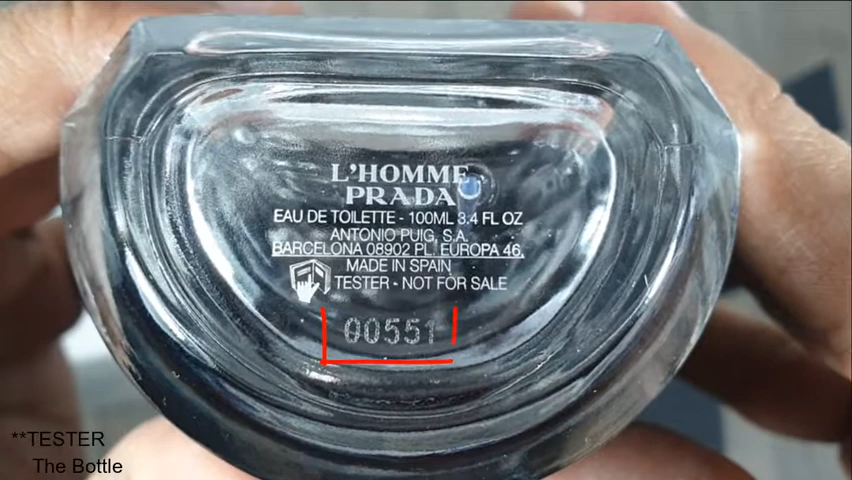 L'HOMME
PRADA
EAU DE TOILETTE - 100ML 3.4 FL OZ
ANTONIO PUIG, S.A.
BARCELONA 08902 PL. EUROPA 46,
MADE IN SPAIN
TESTER - NOT FOR SALE
00551
**TESTER
The Bottle